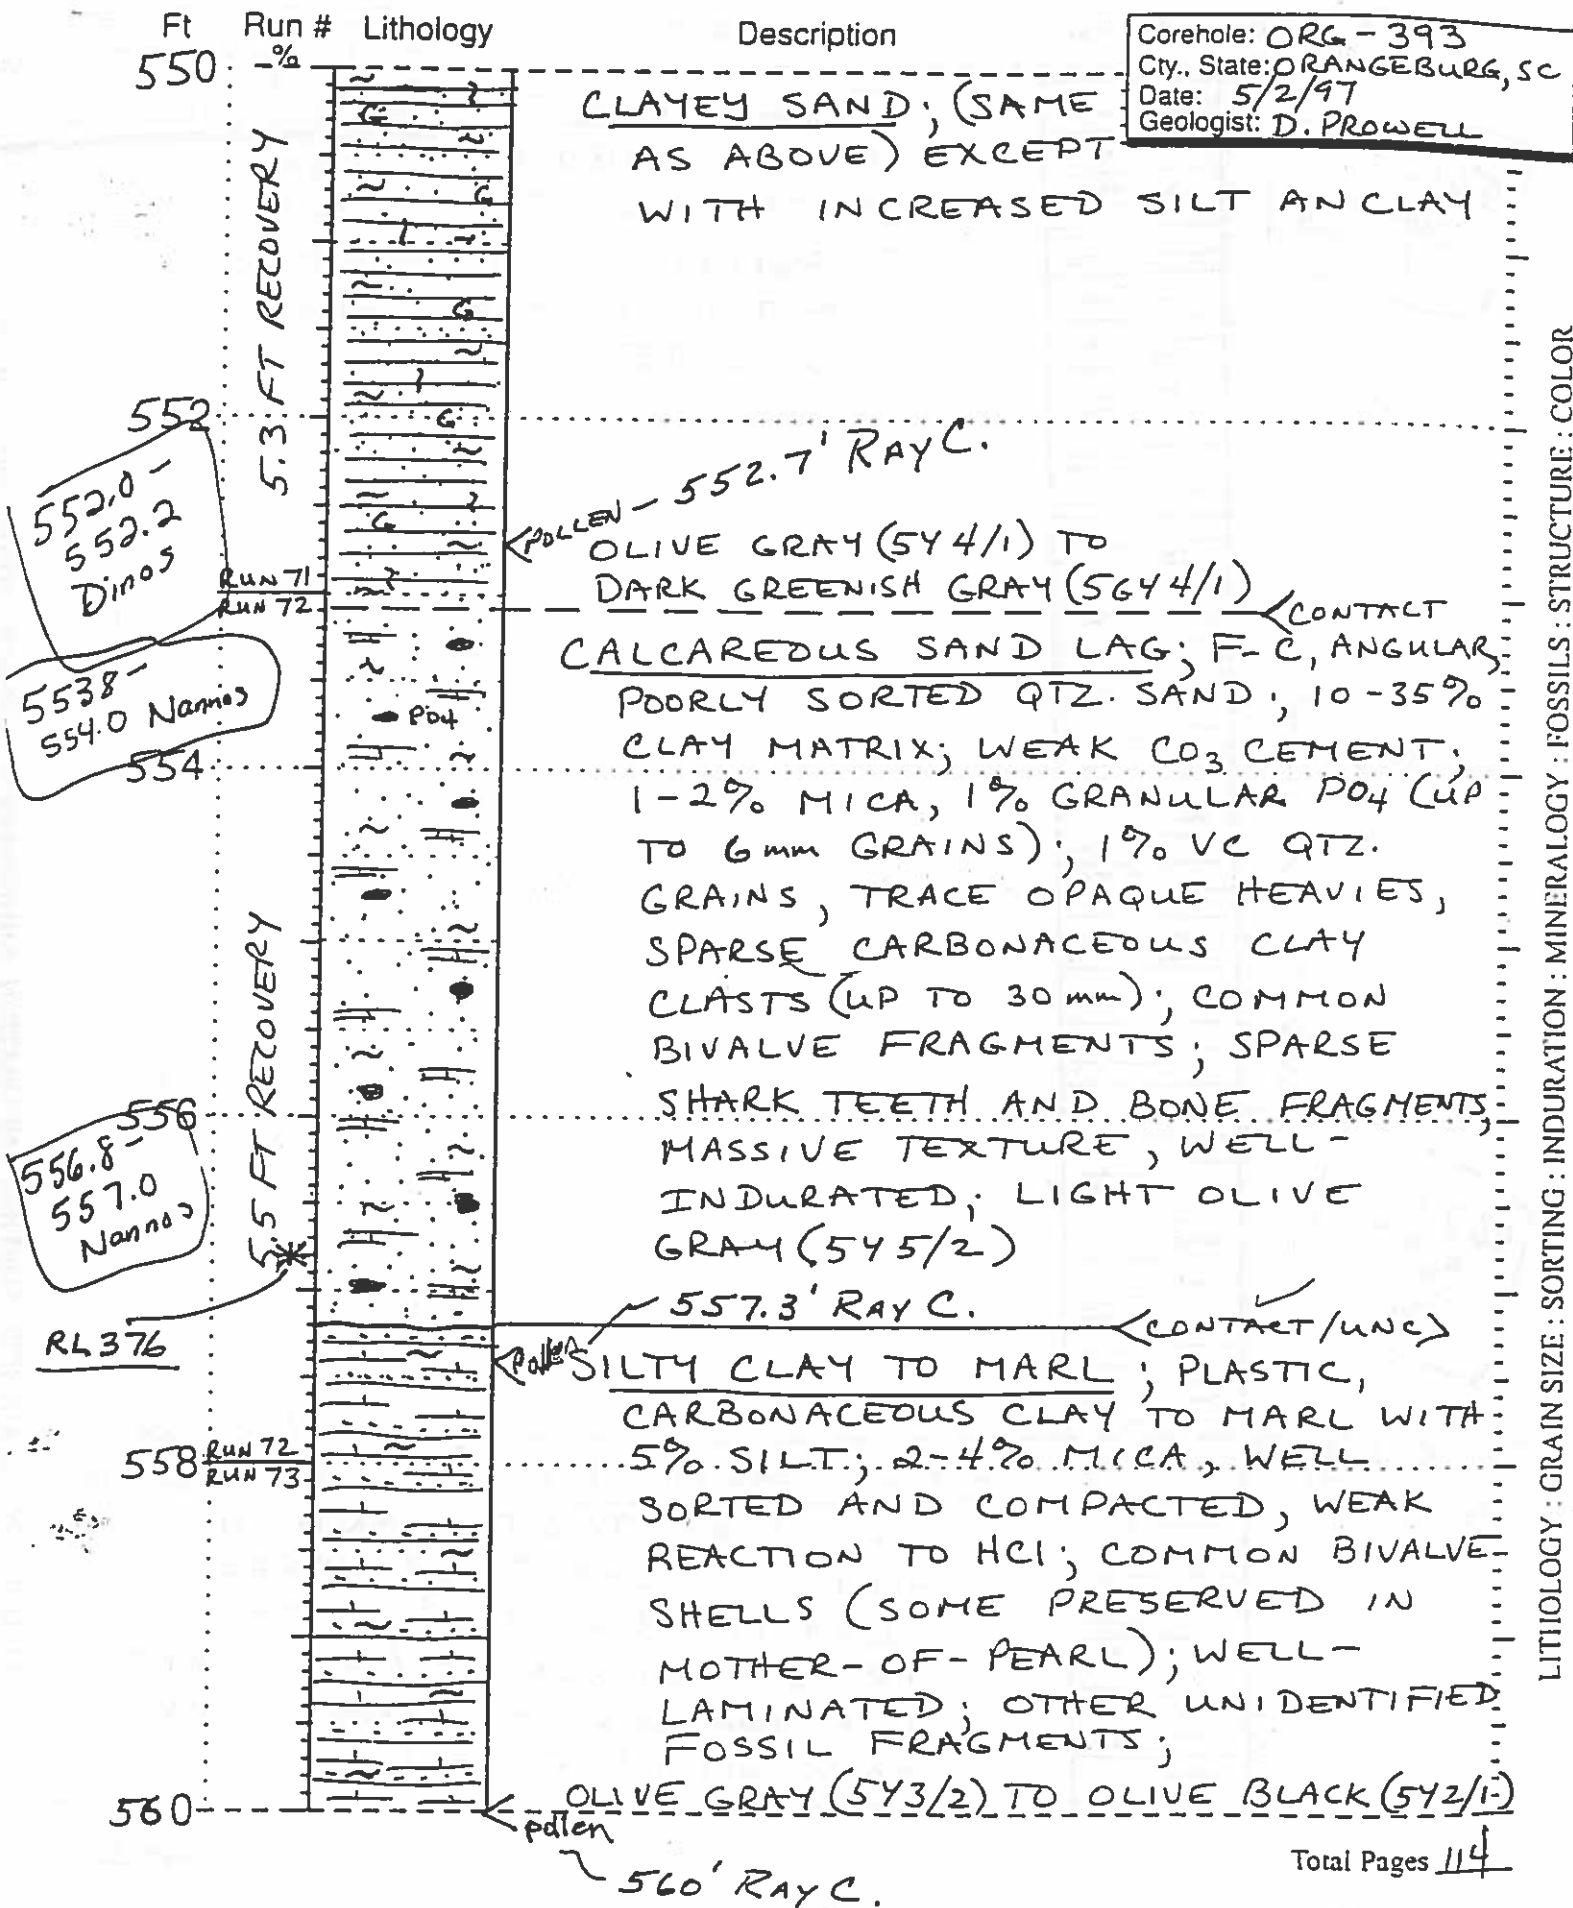 Ft Run # Lithology Description
-%
Corehole: ORG-393
Cty., State: ORANGEBURG, SC
Date: 5/2/97
Geologist: D. PROWELL
550
CLAYEY SAND; (SAME
AS ABOVE) EXCEPT
WITH INCREASED SILT AN CLAY
5.3 FT RECOVERY
G
G
G
552
G
552.0 -
552.2
Dinos
G
POLLEN - 552.7' RAY C.
OLIVE GRAY (5Y 4/1) TO
DARK GREENISH GRAY (5GY 4/1)
RUN 71
RUN 72
CONTACT
CALCAREOUS SAND LAG; F-C, ANGULAR,
POORLY SORTED QTZ. SAND; 10-35%
CLAY MATRIX; WEAK CO3 CEMENT;
1-2% MICA, 1% GRANULAR PO4 (UP
TO 6 mm GRAINS); 1% VC QTZ.
GRAINS, TRACE OPAQUE HEAVIES,
SPARSE CARBONACEOUS CLAY
CLASTS (UP TO 30 mm); COMMON
BIVALVE FRAGMENTS; SPARSE
SHARK TEETH AND BONE FRAGMENTS,
MASSIVE TEXTURE, WELL-
INDURATED; LIGHT OLIVE
GRAY (5Y 5/2)
5538-
554.0 Nannos
PO4
554
5.5 FT RECOVERY
556
556.8-
557.0
Nannos
RL376
557.3' RAY C.
CONTACT/UNC
pollen
SILTY CLAY TO MARL; PLASTIC,
CARBONACEOUS CLAY TO MARL WITH
5% SILT; 2-4% MICA, WELL
SORTED AND COMPACTED, WEAK
REACTION TO HCl; COMMON BIVALVE
SHELLS (SOME PRESERVED IN
MOTHER-OF-PEARL); WELL-
LAMINATED; OTHER UNIDENTIFIED
FOSSIL FRAGMENTS;
OLIVE GRAY (5Y3/2) TO OLIVE BLACK (5Y2/1)
558
RUN 72
RUN 73
560
pollen
560' RAY C.
Total Pages 114
LITHOLOGY : GRAIN SIZE : SORTING : INDURATION : MINERALOGY : FOSSILS : STRUCTURE : COLOR